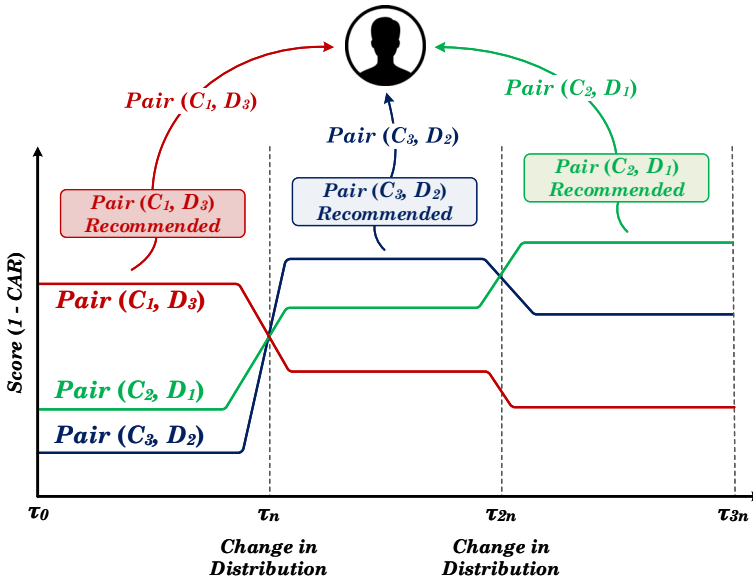 Pair (C₁, D₃)
Pair (C₂, D₁)
Pair (C₃, D₂)
Pair (C₁, D₃)
Recommended
Pair (C₃, D₂)
Recommended
Pair (C₂, D₁)
Recommended
Score (1 - CAR)
Pair (C₁, D₃)
Pair (C₂, D₁)
Pair (C₃, D₂)
τ₀
τₙ
τ₂ₙ
τ₃ₙ
Change in
Distribution
Change in
Distribution